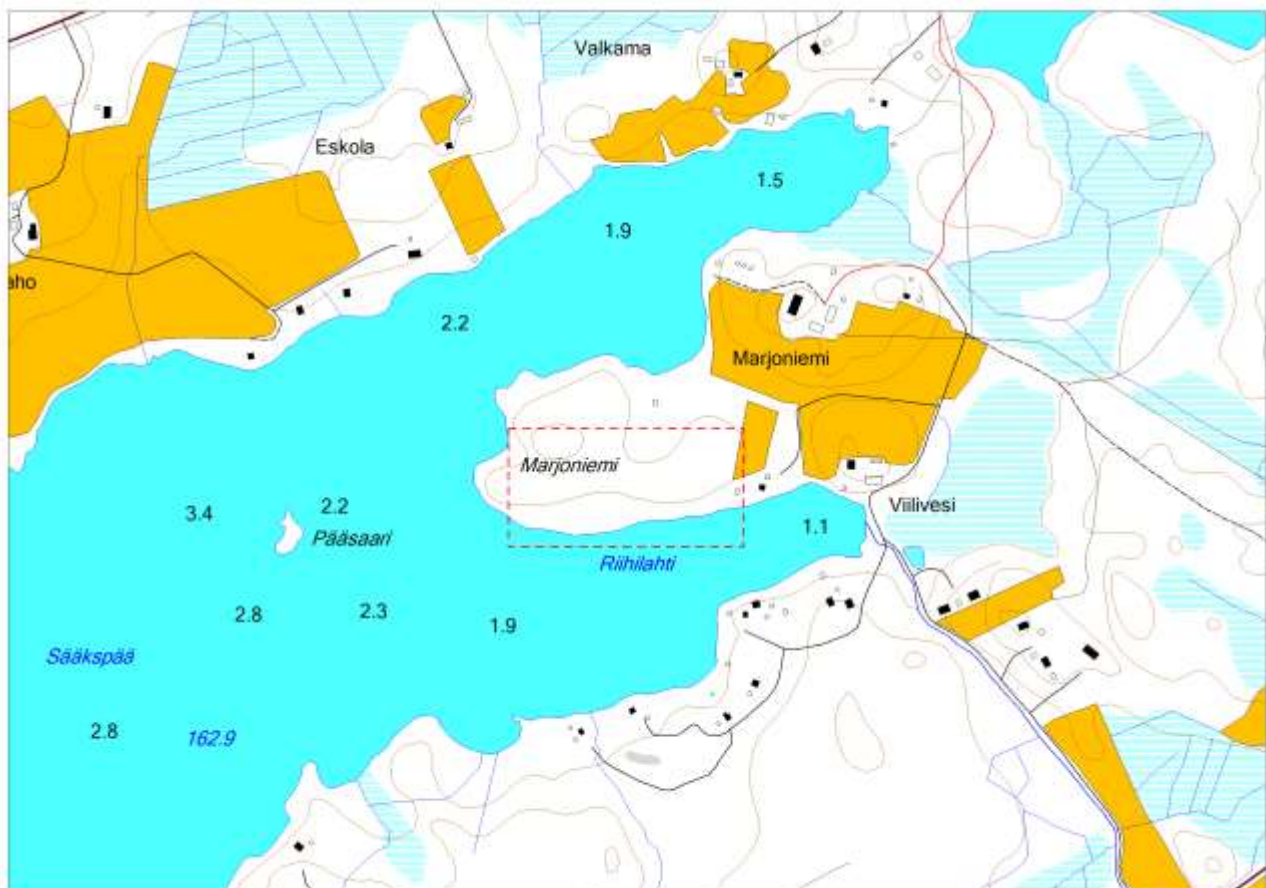 Valkama
Eskola
1.5
1.9
aho
2.2
Marjoniemi
Marjoniemi
3.4
2.2
Pääsaari
Viilivesi
1.1
Riihilahti
2.8
2.3
1.9
Sääkspää
2.8
162.9